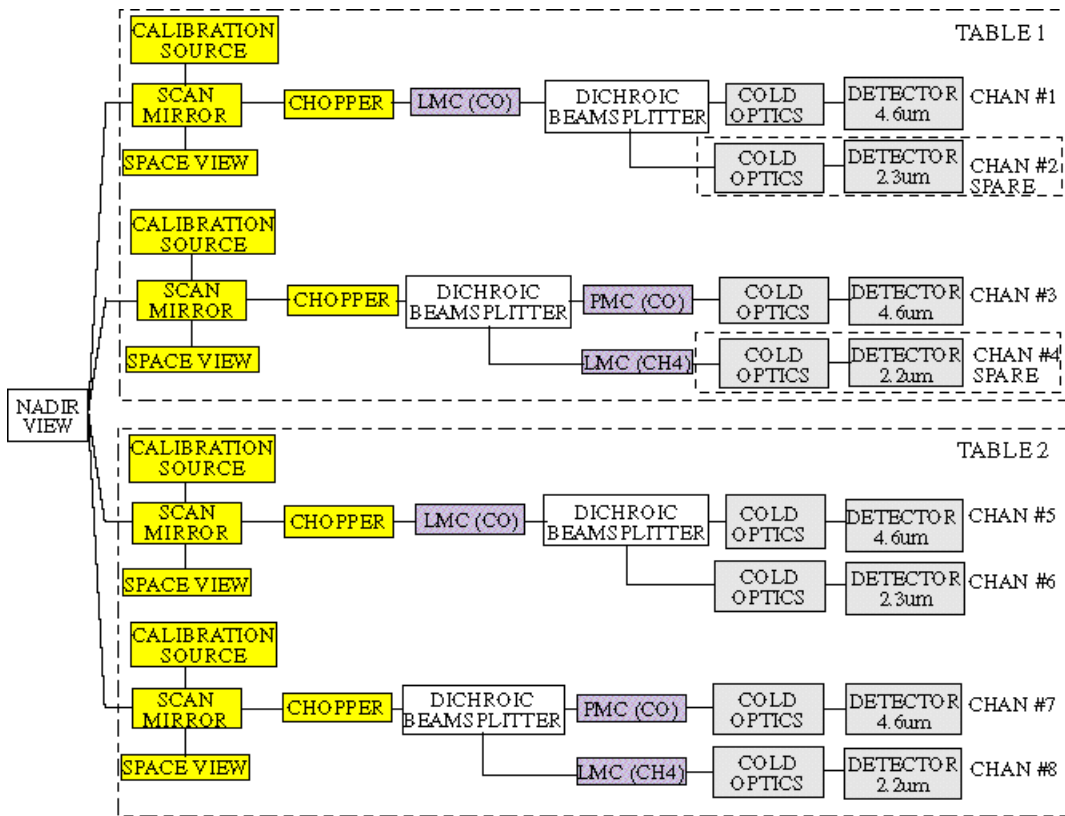 TABLE 1
CALIBRATION
SOURCE
SCAN
MIRROR
SPACE VIEW
CHOPPER
LMC (CO)
DICHROIC
BEAMSPLITTER
COLD
OPTICS
DETECTOR
4.6um
CHAN #1
COLD
OPTICS
DETECTOR
2.3um
CHAN #2
SPARE
CALIBRATION
SOURCE
SCAN
MIRROR
SPACE VIEW
CHOPPER
DICHROIC
BEAMSPLITTER
PMC (CO)
COLD
OPTICS
DETECTOR
4.6um
CHAN #3
LMC (CH4)
COLD
OPTICS
DETECTOR
2.2um
CHAN #4
SPARE
NADIR
VIEW
TABLE 2
CALIBRATION
SOURCE
SCAN
MIRROR
SPACE VIEW
CHOPPER
LMC (CO)
DICHROIC
BEAMSPLITTER
COLD
OPTICS
DETECTOR
4.6um
CHAN #5
COLD
OPTICS
DETECTOR
2.3um
CHAN #6
CALIBRATION
SOURCE
SCAN
MIRROR
SPACE VIEW
CHOPPER
DICHROIC
BEAMSPLITTER
PMC (CO)
COLD
OPTICS
DETECTOR
4.6um
CHAN #7
LMC (CH4)
COLD
OPTICS
DETECTOR
2.2um
CHAN #8